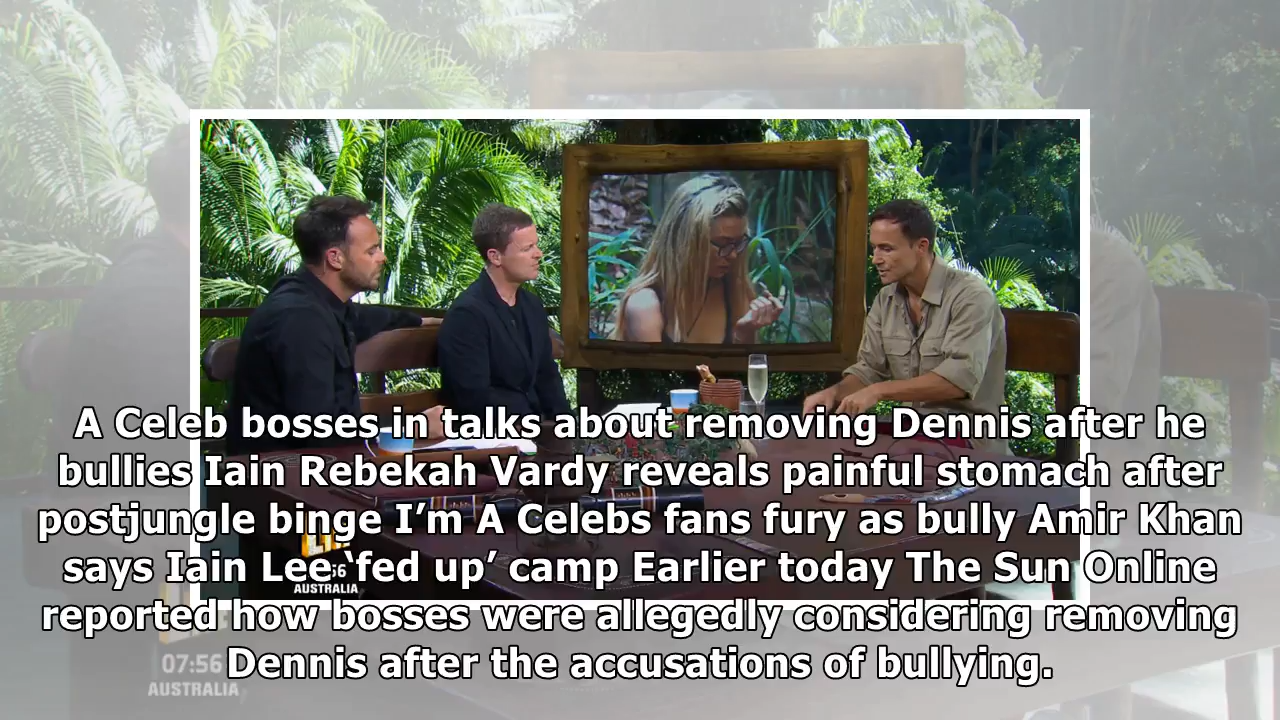 A Celeb bosses in talks about removing Dennis after he
bullies Iain Rebekah Vardy reveals painful stomach after
postjungle binge I’m A Celebs fans fury as bully Amir Khan
says Iain Lee ‘fed up’ camp Earlier today The Sun Online
AUSTRALIA
reported how bosses were allegedly considering removing
Dennis after the accusations of bullying.
07:56
AUSTRALIA